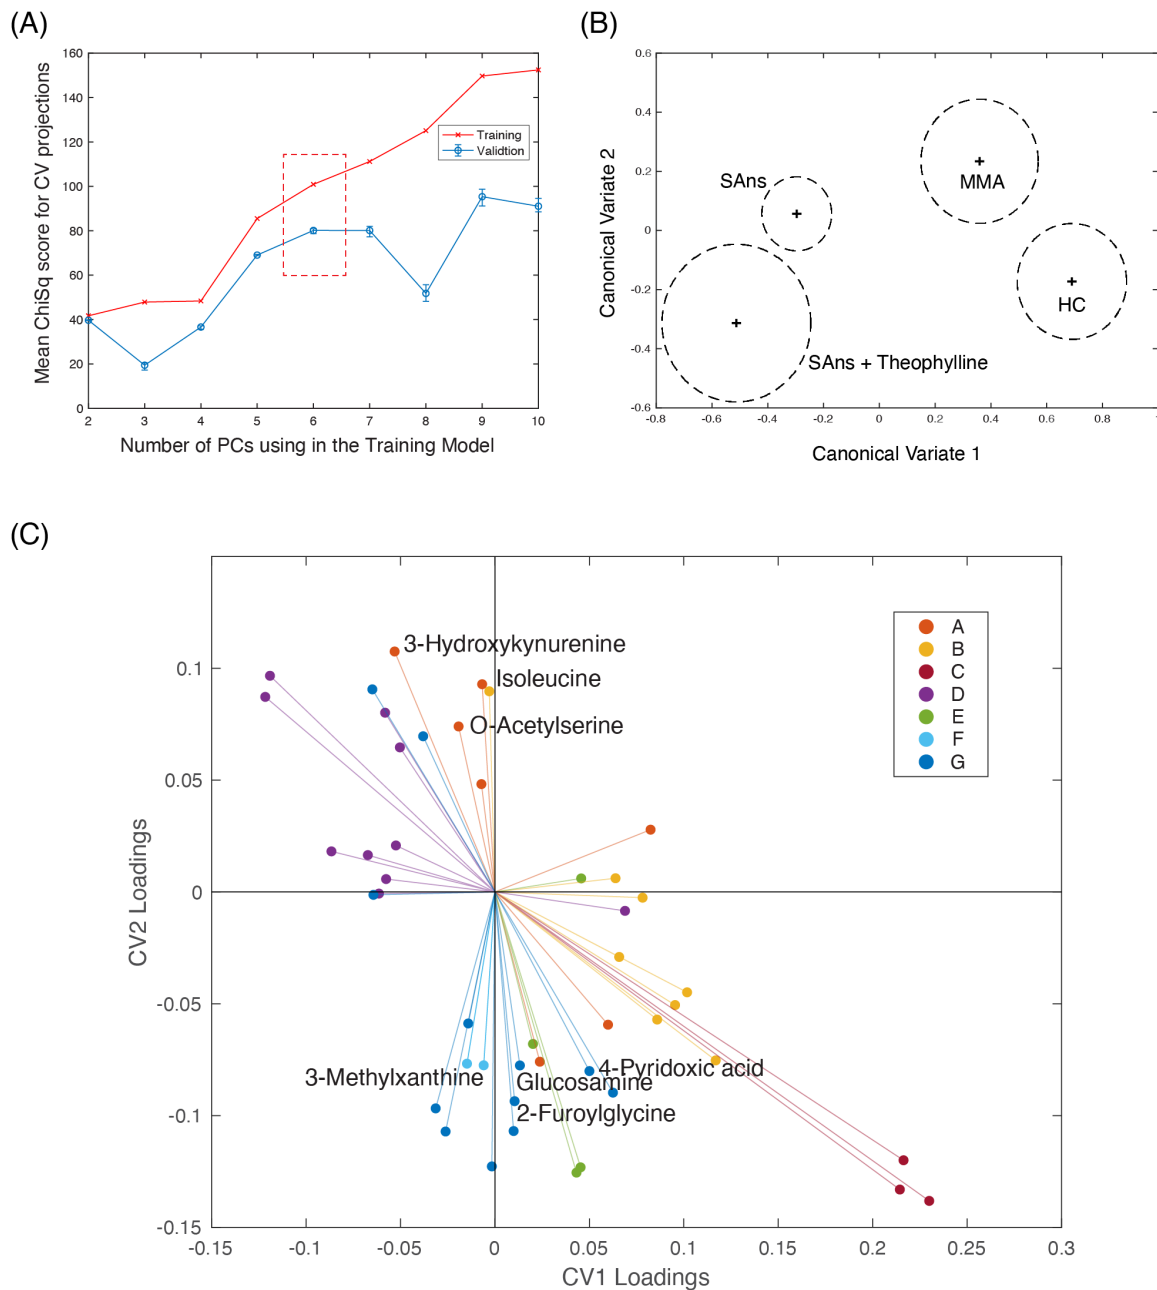 (A)
160
140
120
100
80
60
40
20
0
2
3
4
5
6
7
8
9
10
Mean ChiSq score for CV projections
Number of PCs using in the Training Model
Training
Validtion
(B)
0.6
0.4
0.2
0
-0.2
-0.4
-0.6
-0.8
-0.6
-0.4
-0.2
0
0.2
0.4
0.6
0.8
1
Canonical Variate 2
Canonical Variate 1
SAns
MMA
HC
SAns + Theophylline
(C)
0.1
0.05
0
-0.05
-0.1
-0.15
-0.15
-0.1
-0.05
0
0.05
0.1
0.15
0.2
0.25
0.3
CV2 Loadings
CV1 Loadings
3-Hydroxykynurenine
Isoleucine
O-Acetylserine
3-Methylxanthine
4-Pyridoxic acid
Glucosamine
2-Furoylglycine
A
B
C
D
E
F
G